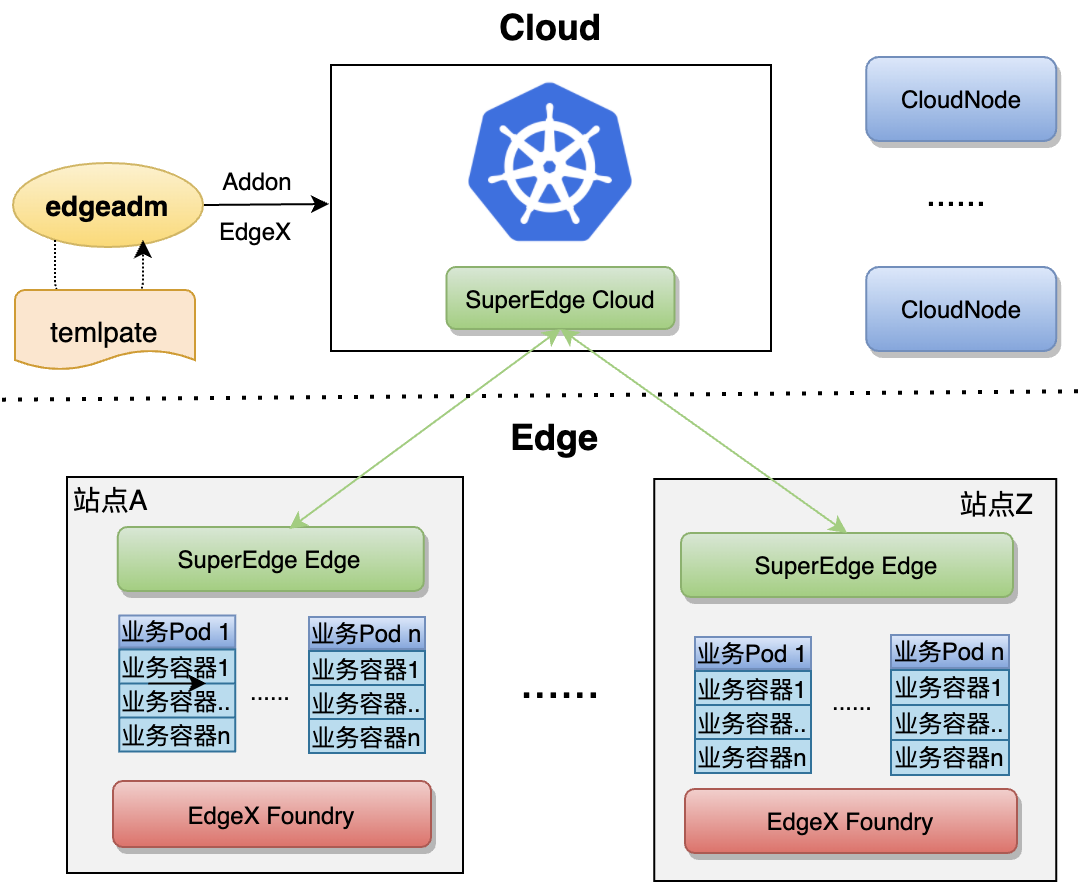 Cloud
CloudNode
edgeadm
Addon
EdgeX
......
SuperEdge Cloud
CloudNode
temlpate
Edge
站点A
站点Z
SuperEdge Edge
SuperEdge Edge
业务Pod 1
业务容器1
业务容器..
业务容器n
......
业务Pod n
业务容器1
业务容器..
业务容器n
......
业务Pod 1
业务容器1
业务容器..
业务容器n
......
业务Pod n
业务容器1
业务容器..
业务容器n
EdgeX Foundry
EdgeX Foundry